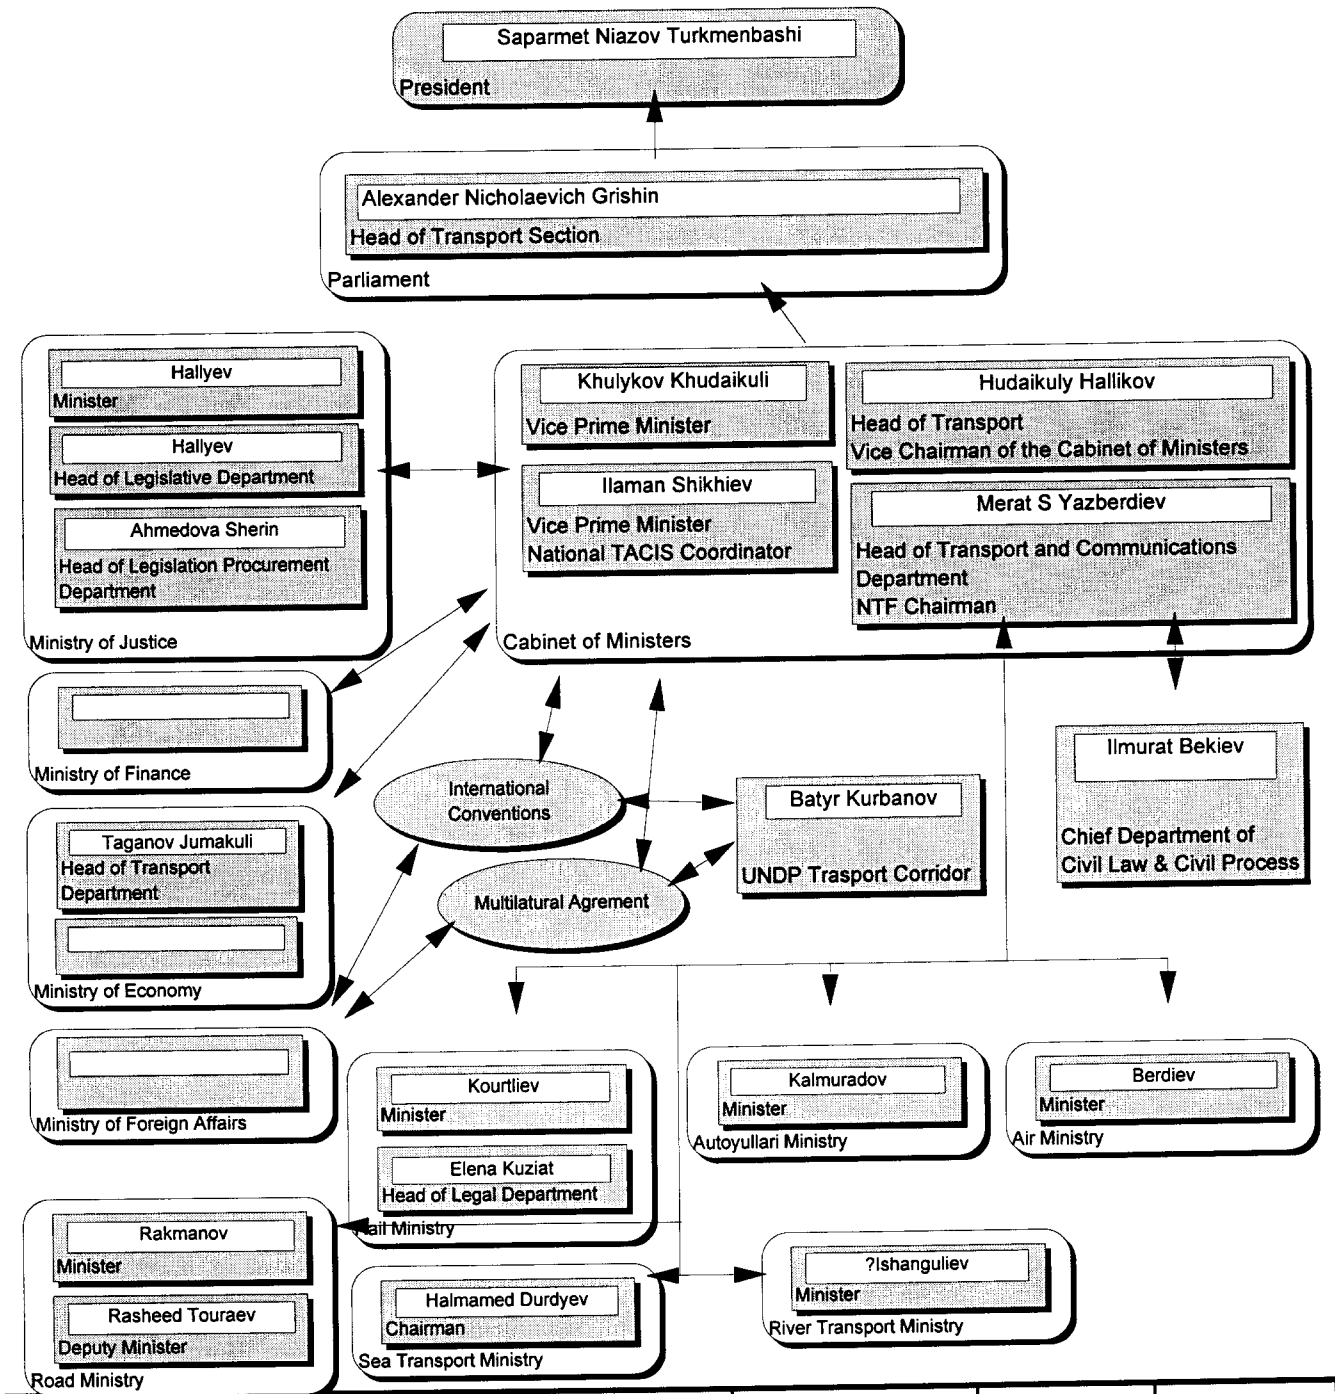 Saparmet Niazov Turkmenbashi
President
Alexander Nicholaevich Grishin
Head of Transport Section
Parliament
Hallyev
Minister
Hallyev
Head of Legislative Department
Ahmedova Sherin
Head of Legislation Procurement
Department
Ministry of Justice
Khulykov Khudaikuli
Vice Prime Minister
Ilaman Shikhiev
Vice Prime Minister
National TACIS Coordinator
Hudaikuly Hallikov
Head of Transport
Vice Chairman of the Cabinet of Ministers
Merat S Yazberdiev
Head of Transport and Communications
Department
NTF Chairman
Cabinet of Ministers
Ministry of Finance
Taganov Jumakuli
Head of Transport
Department
Ministry of Economy
Ministry of Foreign Affairs
International
Conventions
Multilatural Agrement
Batyr Kurbanov
UNDP Trasport Corridor
Ilmurat Bekiev
Chief Department of
Civil Law & Civil Process
Kourtliev
Minister
Elena Kuziat
Head of Legal Department
Rail Ministry
Kalmuradov
Minister
Autoyullari Ministry
Berdiev
Minister
Air Ministry
Rakmanov
Minister
Rasheed Touraev
Deputy Minister
Road Ministry
Halmamed Durdyev
Chairman
Sea Transport Ministry
?Ishanguliev
Minister
River Transport Ministry